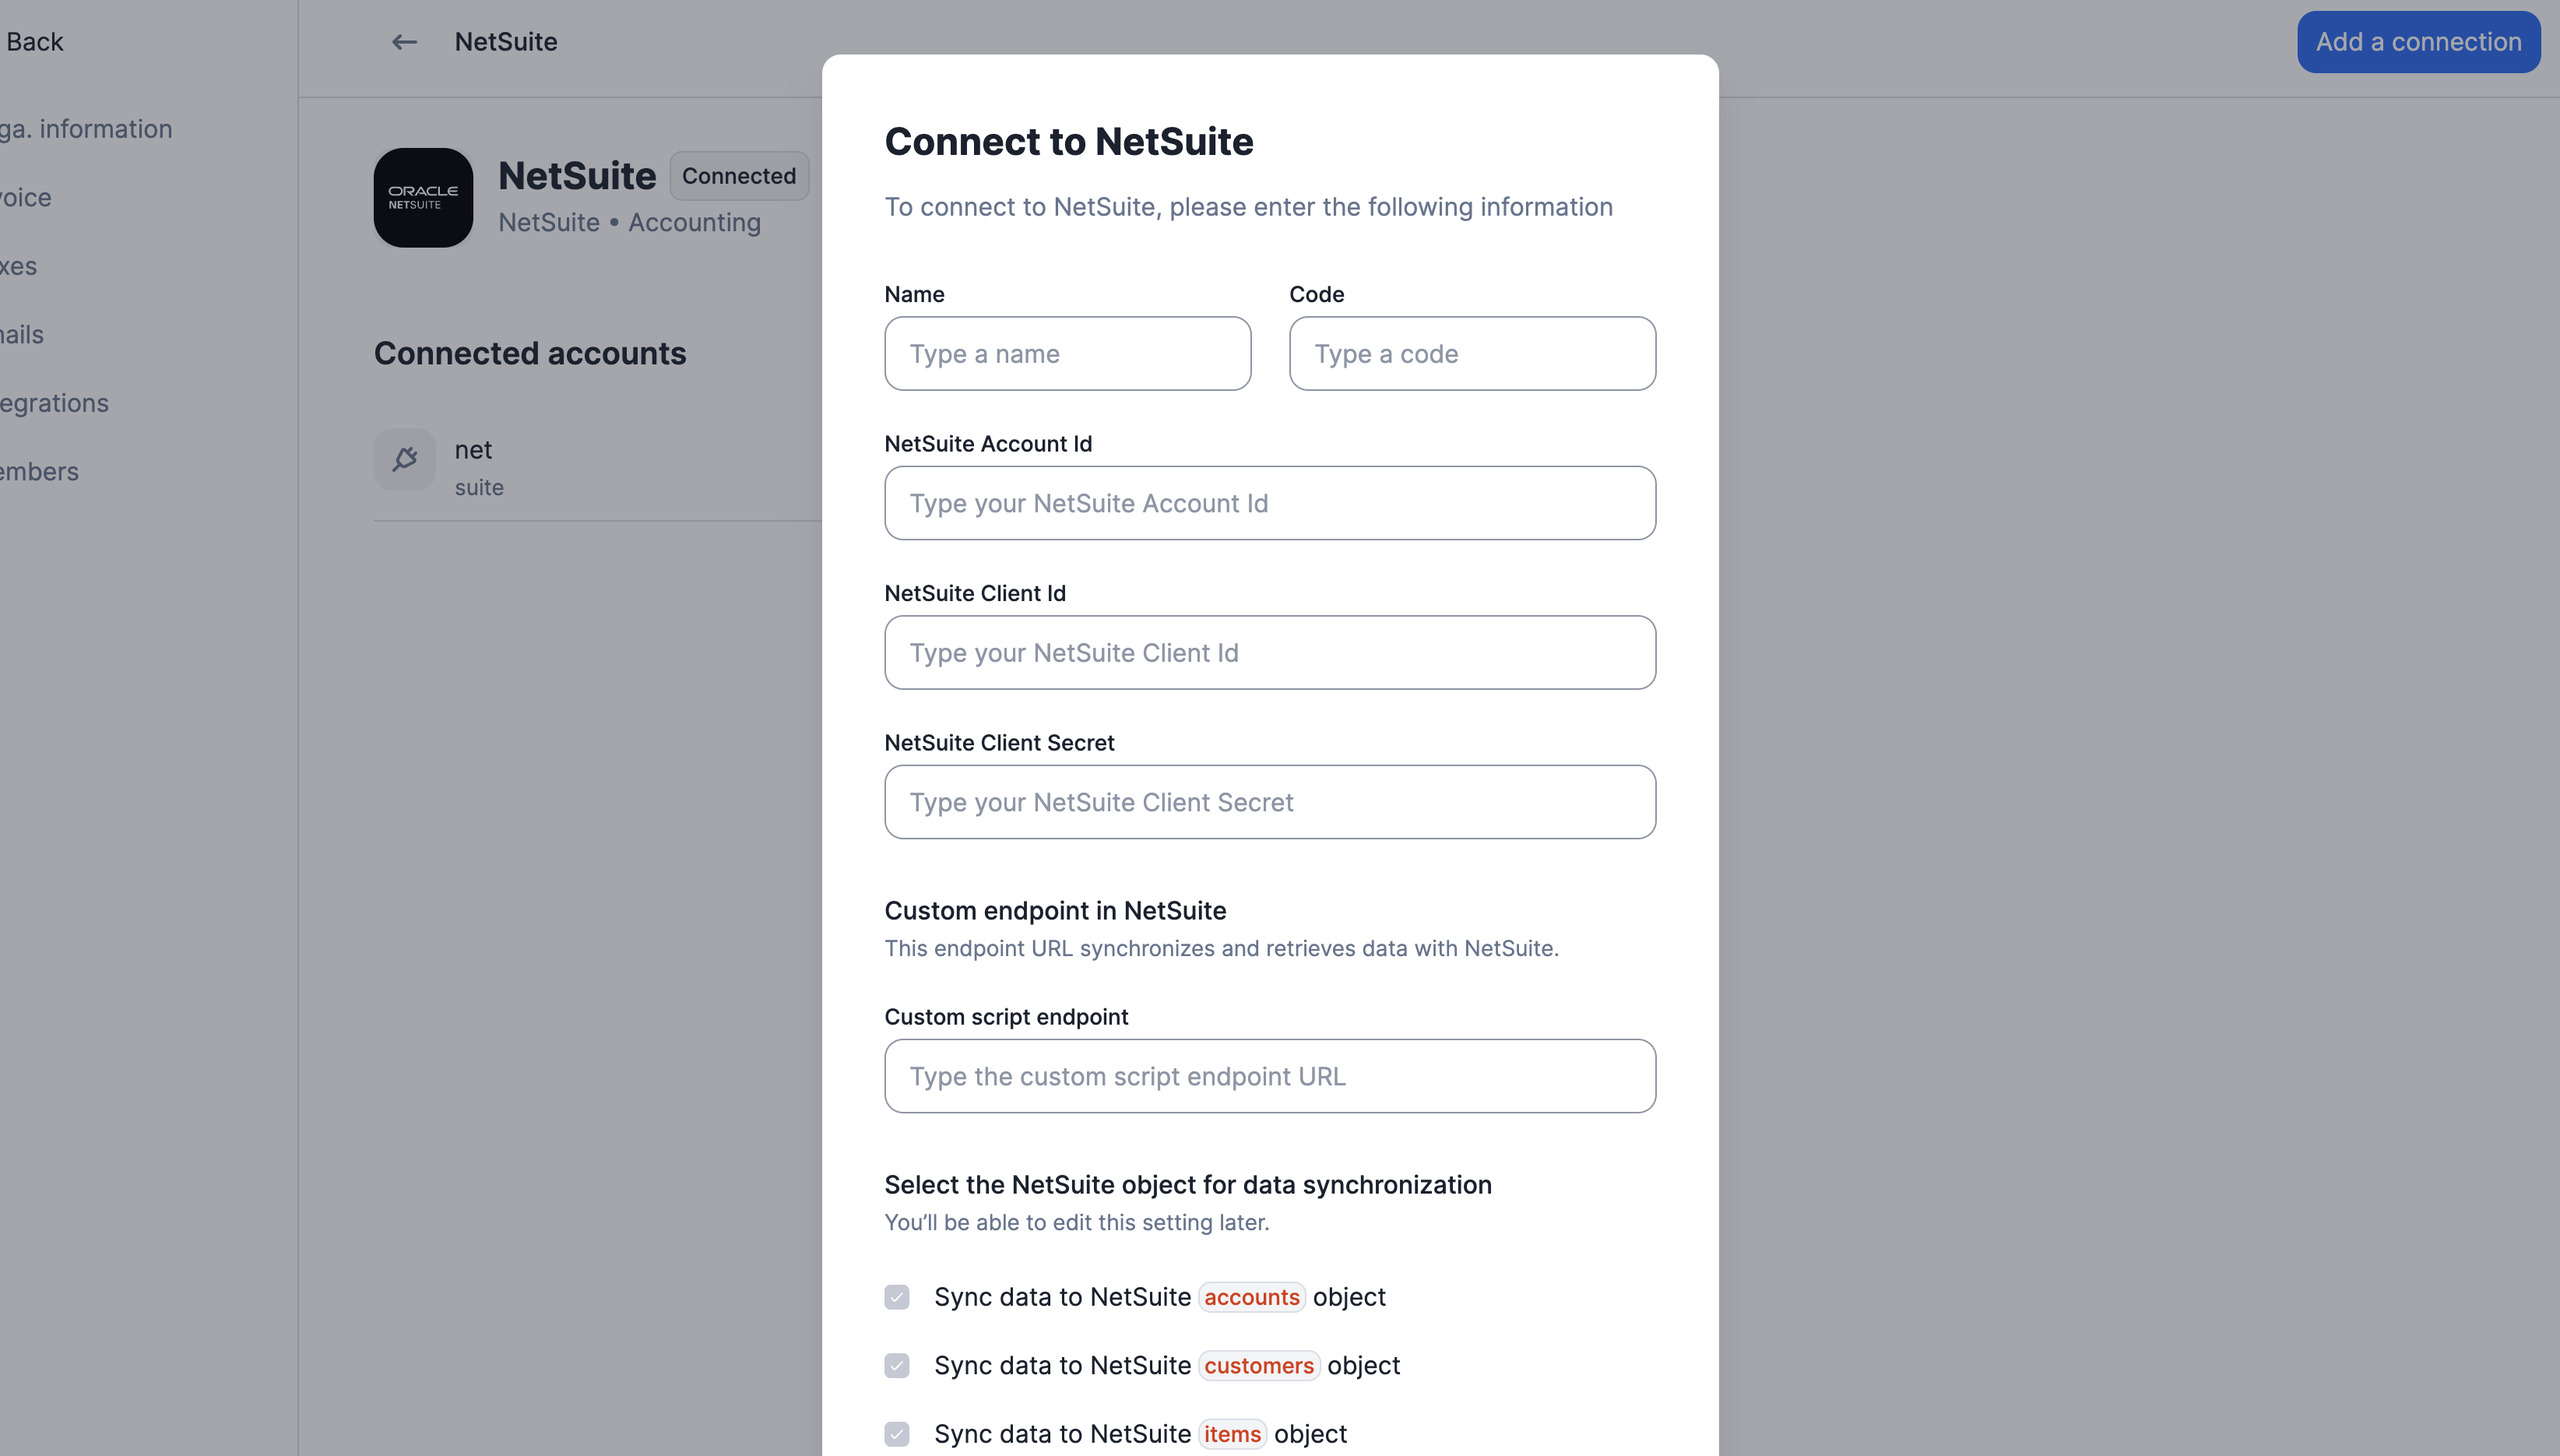 Back
NetSuite
Add a connection
ga. information
voice
xes
nails
egrations
embers
ORACLE
NETSUITE
NetSuite Connected
NetSuite • Accounting
Connected accounts
net
suite
Connect to NetSuite
To connect to NetSuite, please enter the following information
Name Code
Type a name Type a code
NetSuite Account Id
Type your NetSuite Account Id
NetSuite Client Id
Type your NetSuite Client Id
NetSuite Client Secret
Type your NetSuite Client Secret
Custom endpoint in NetSuite
This endpoint URL synchronizes and retrieves data with NetSuite.
Custom script endpoint
Type the custom script endpoint URL
Select the NetSuite object for data synchronization
You’ll be able to edit this setting later.
Sync data to NetSuite accounts object
Sync data to NetSuite customers object
Sync data to NetSuite items object